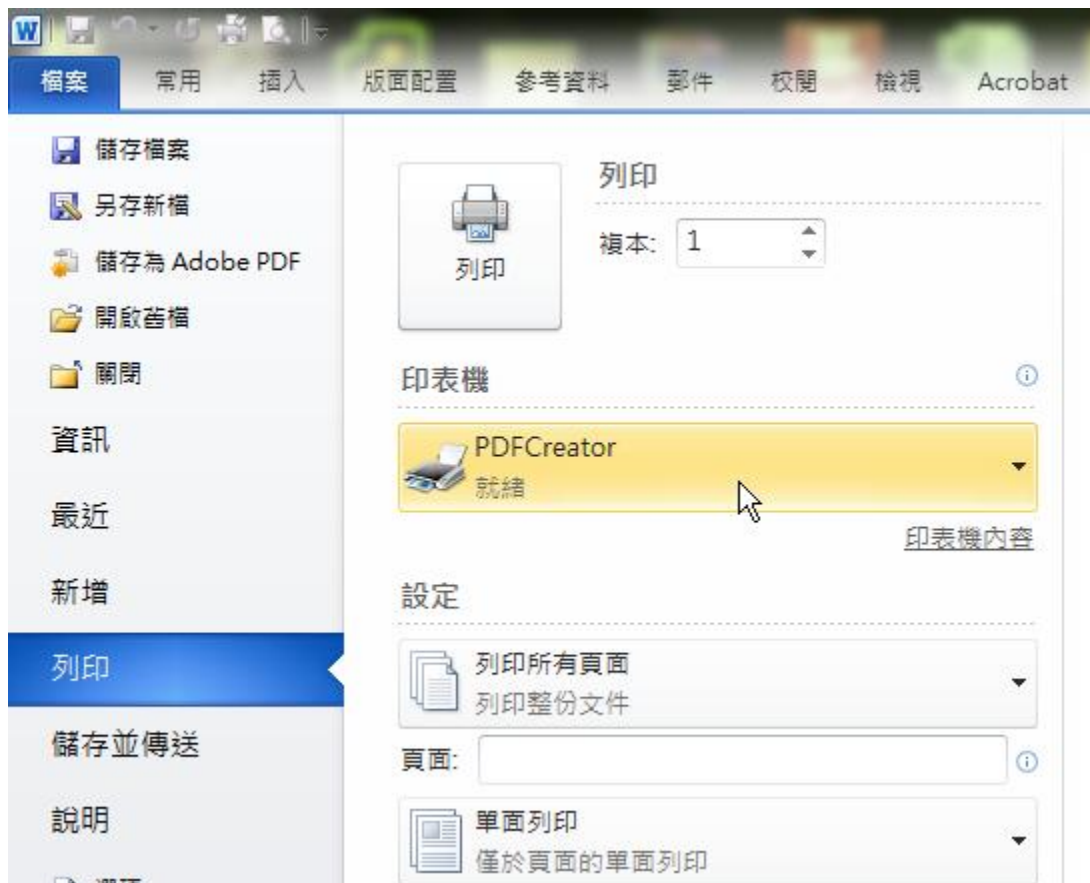 檔案 常用 插入 版面配置 參考資料 郵件 校閱 檢視 Acrobat
儲存檔案
另存新檔
儲存為 Adobe PDF
開啟舊檔
關閉
資訊
最近
新增
列印
儲存並傳送
說明
選項
列印
列印
複本: 1
印表機
PDFCreator
就緒
印表機內容
設定
列印所有頁面
列印整份文件
頁面:
單面列印
僅於頁面的單面列印